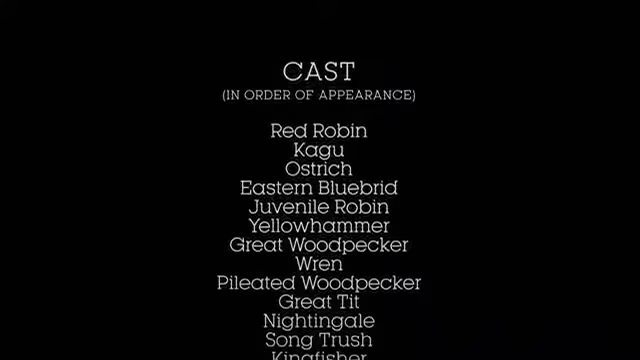 CAST
(IN ORDER OF APPEARANCE)
Red Robin
Kagu
Ostrich
Eastern Bluebrid
Juvenile Robin
Yellowhammer
Great Woodpecker
Wren
Pileated Woodpecker
Great Tit
Nightingale
Song Trush
Kingfisher